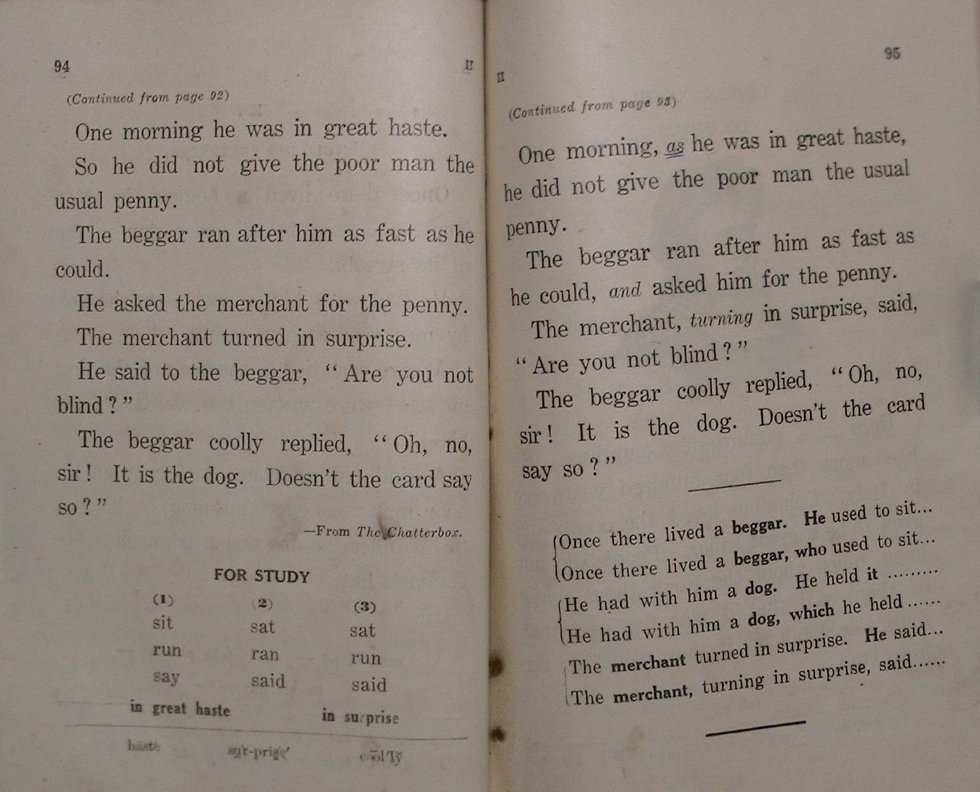 94
II
(Continued from page 92)
One morning he was in great haste.
So he did not give the poor man the
usual penny.
The beggar ran after him as fast as he
could.
He asked the merchant for the penny.
The merchant turned in surprise.
He said to the beggar, “Are you not
blind?”
The beggar coolly replied, “Oh, no,
sir! It is the dog. Doesn't the card say
so?”
—From The Chatterbox.
FOR STUDY
(1) (2) (3)
sit sat sat
run ran run
say said said
in great haste in surprise
haste
II
95
(Continued from page 93)
One morning, as he was in great haste,
he did not give the poor man the usual
penny.
The beggar ran after him as fast as
he could, and asked him for the penny.
The merchant, turning in surprise, said,
“Are you not blind?”
The beggar coolly replied, “Oh, no,
sir! It is the dog. Doesn't the card
say so?”
Once there lived a beggar. He used to sit...
Once there lived a beggar, who used to sit...
He had with him a dog. He held it .........
He had with him a dog, which he held ......
The merchant turned in surprise. He said...
The merchant, turning in surprise, said......